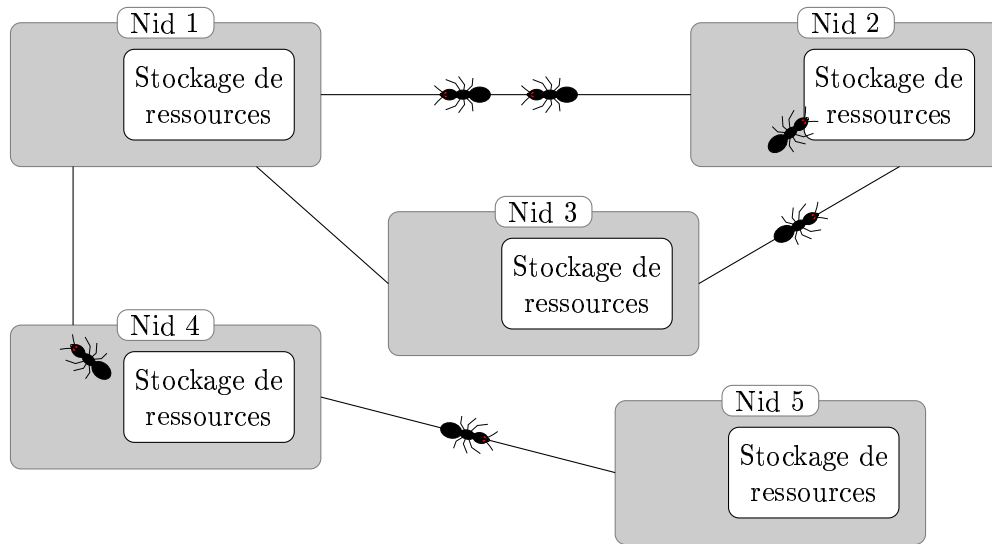 Nid 1
Stockage de
ressources
Nid 2
Stockage de
ressources
Nid 3
Stockage de
ressources
Nid 4
Stockage de
ressources
Nid 5
Stockage de
ressources